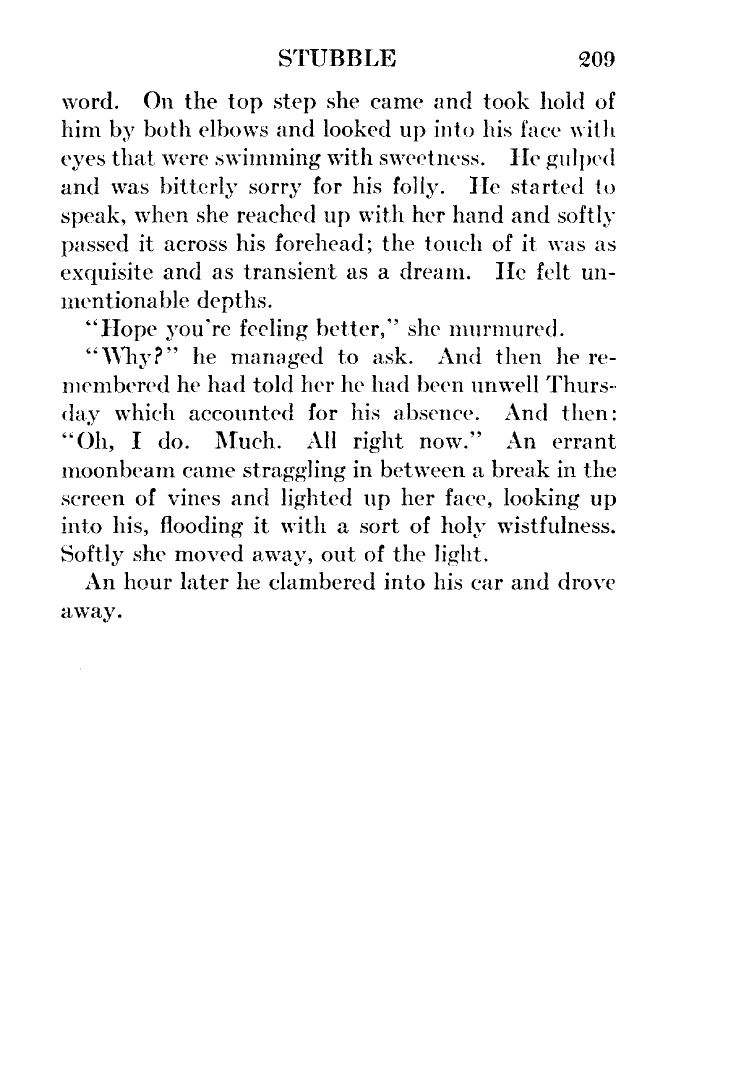 STUBBLE 209
word. On the top step she came and took hold of
him by both elbows and looked up into his face with
eyes that were swimming with sweetness. He gulped
and was bitterly sorry for his folly. He started to
speak, when she reached up with her hand and softly
passed it across his forehead; the touch of it was as
exquisite and as transient as a dream. He felt un-
mentionable depths.
"Hope you're feeling better," she murmured.
"Why?" he managed to ask. And then he re-
membered he had told her he had been unwell Thurs-
day which accounted for his absence. And then:
"Oh, I do. Much. All right now." An errant
moonbeam came straggling in between a break in the
screen of vines and lighted up her face, looking up
into his, flooding it with a sort of holy wistfulness.
Softly she moved away, out of the light.
An hour later he clambered into his car and drove
away.